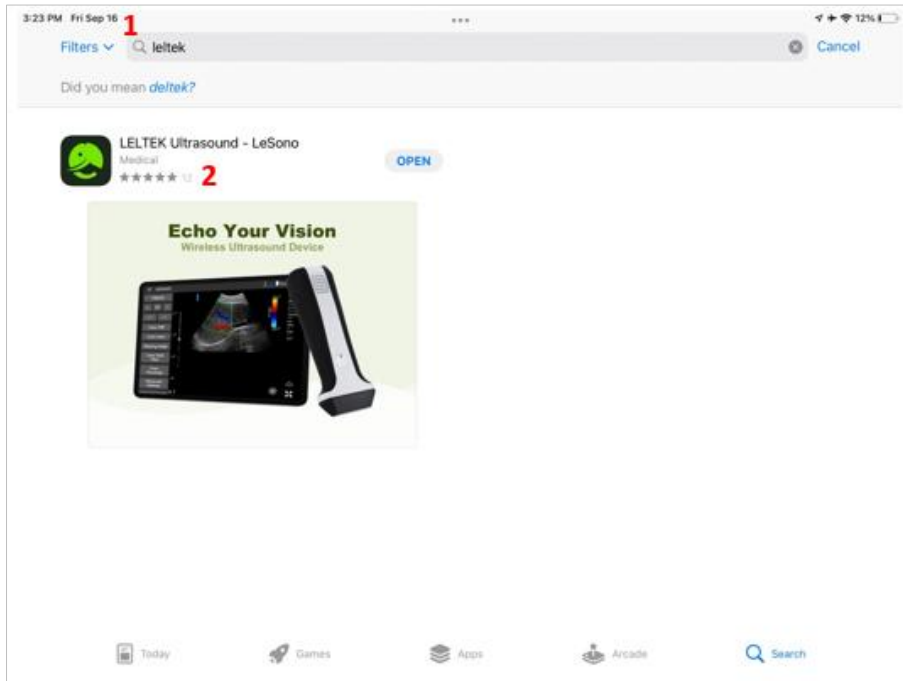 3:23 PM Fri Sep 16 1 12%
Filters leltek Cancel
Did you mean deltek?
LELTEK Ultrasound - LeSono
Medical
OPEN
12 2
Echo Your Vision
Wireless Ultrasound Device
Today Games Apps Arcade Search